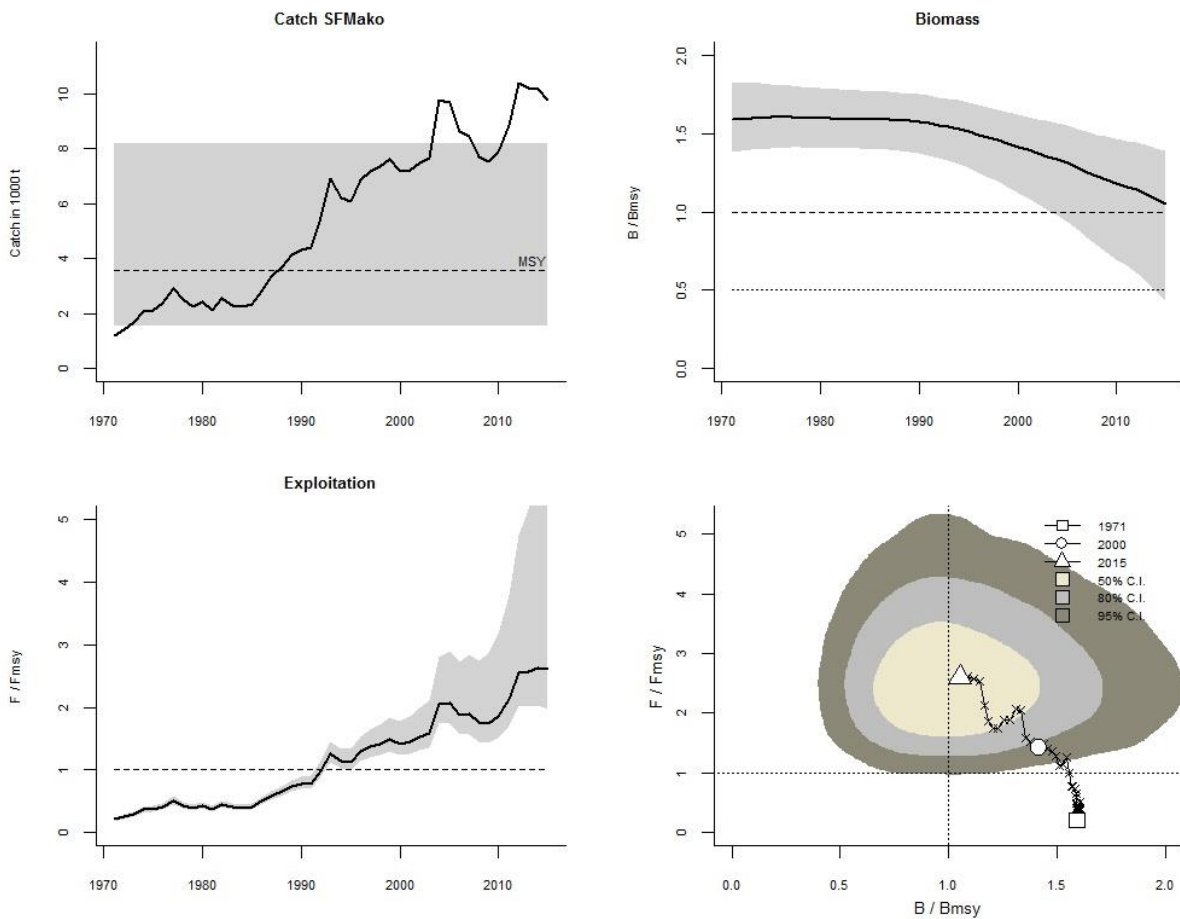 Catch SFMako
Catch in 1000 t
10
8
6
4
2
0
MSY
1970 1980 1990 2000 2010
Biomass
B / Bmsy
2.0
1.5
1.0
0.5
0.0
1970 1980 1990 2000 2010
Exploitation
F / Fmsy
5
4
3
2
1
0
1970 1980 1990 2000 2010
F / Fmsy
5
4
3
2
1
0
1971
2000
2015
50% C.I.
80% C.I.
95% C.I.
0.0 0.5 1.0 1.5 2.0
B / Bmsy